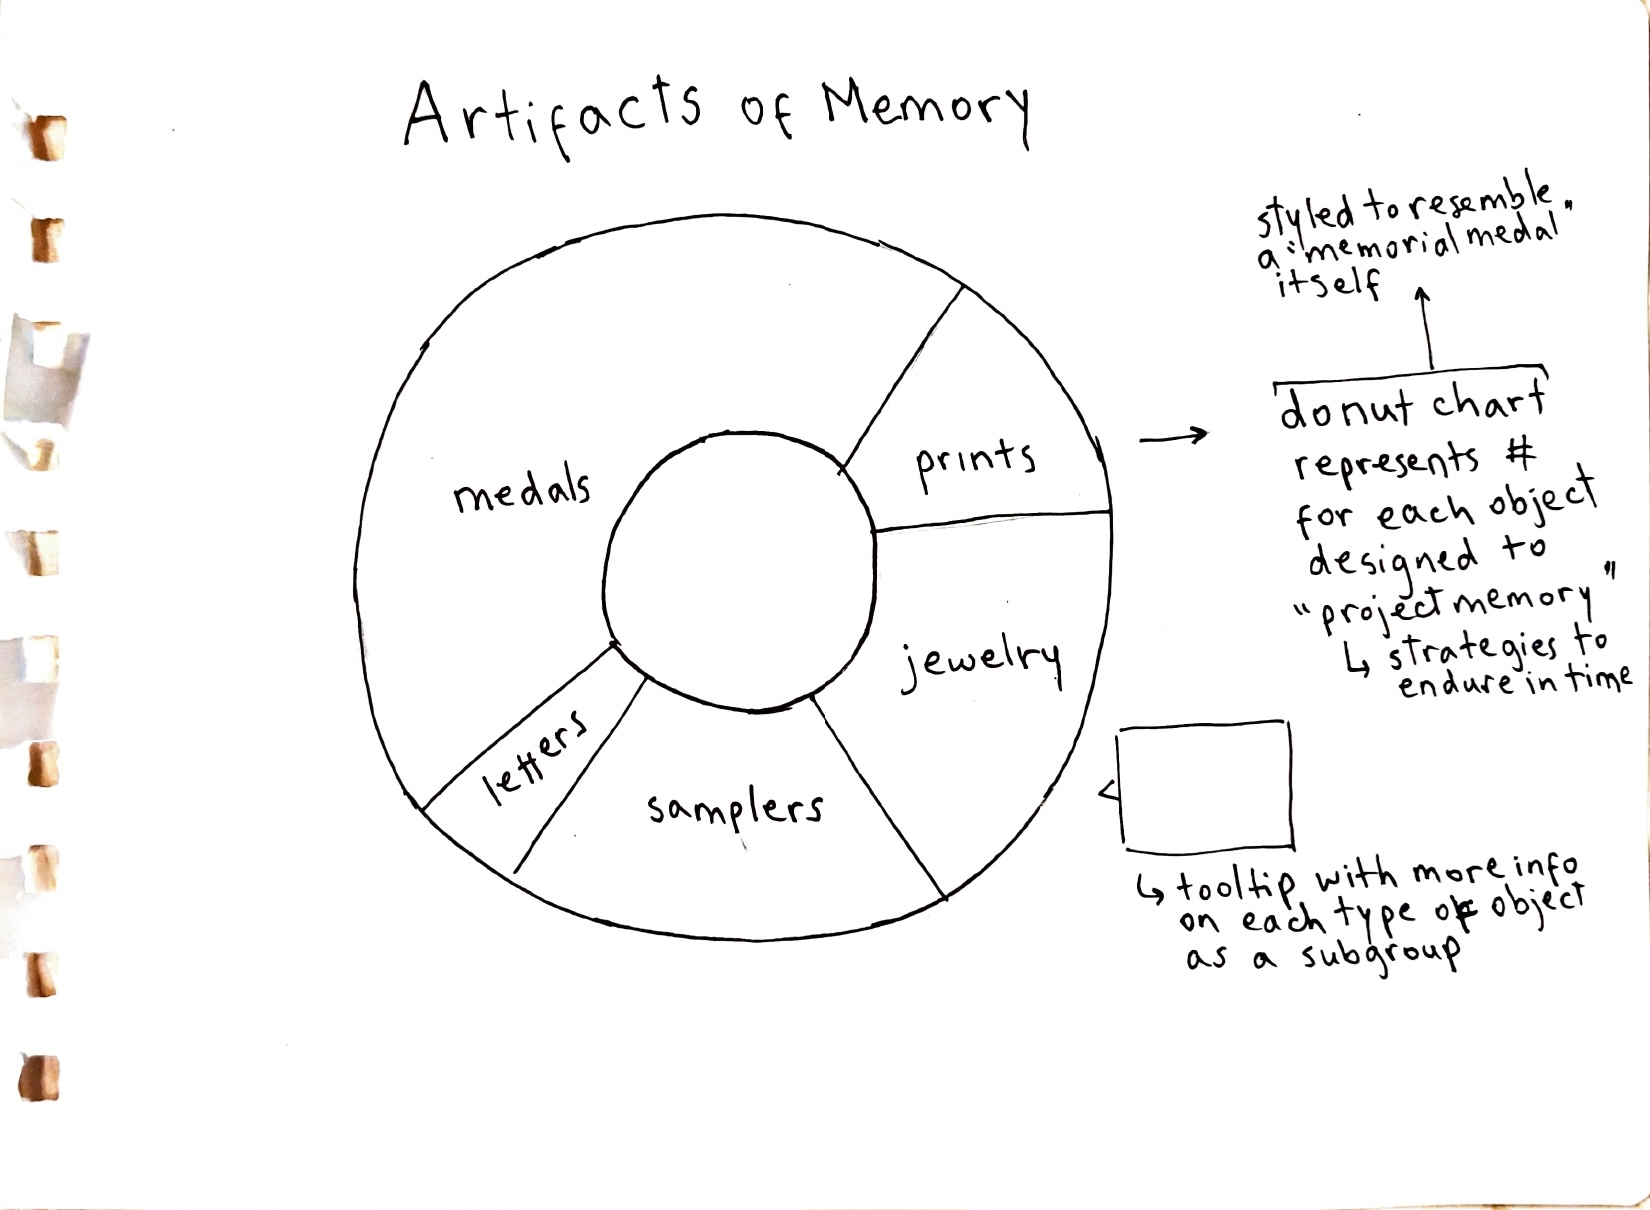 Artifacts of Memory
styled to resemble
a "memorial medal"
itself
donut chart
represents #
for each object
designed to
"project memory"
↳ strategies to
endure in time
medals
prints
jewelry
letters
samplers
↳ tooltip with more info
on each type of object
as a subgroup